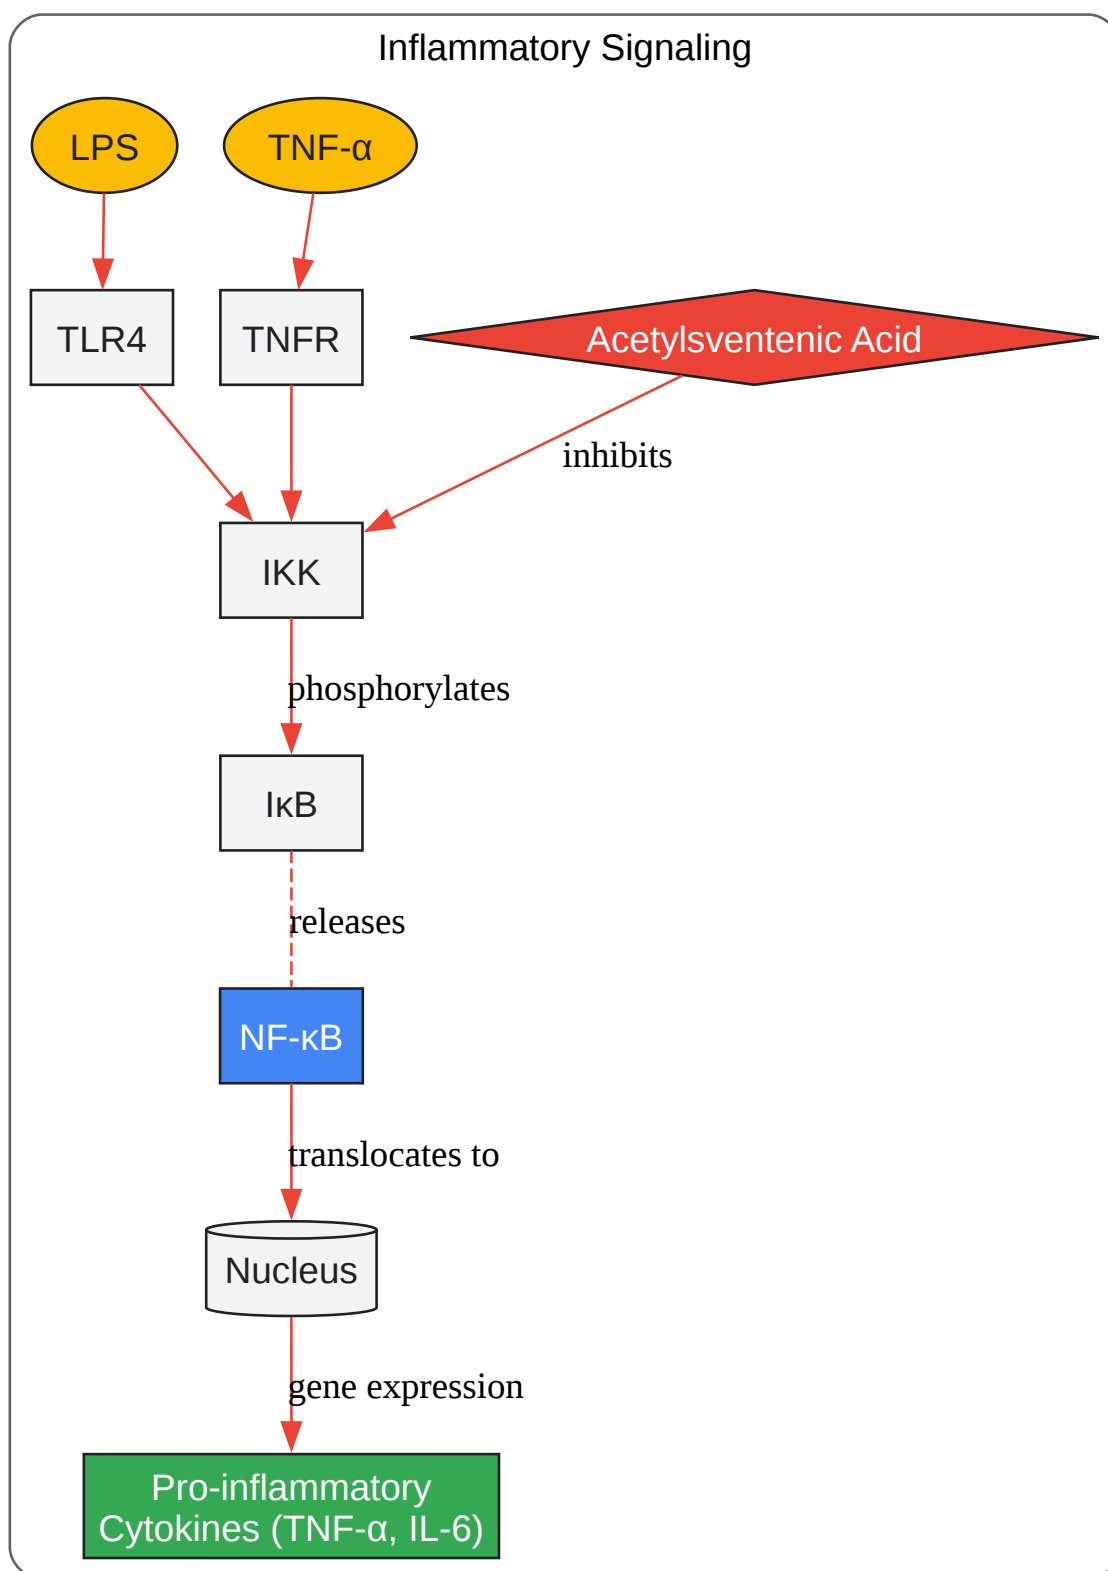 Inflammatory Signaling
LPS
TNF-α
TLR4
TNFR
Acetylsventenic Acid
inhibits
IKK
phosphorylates
IκB
releases
NF-κB
translocates to
Nucleus
gene expression
Pro-inflammatory
Cytokines (TNF-α, IL-6)